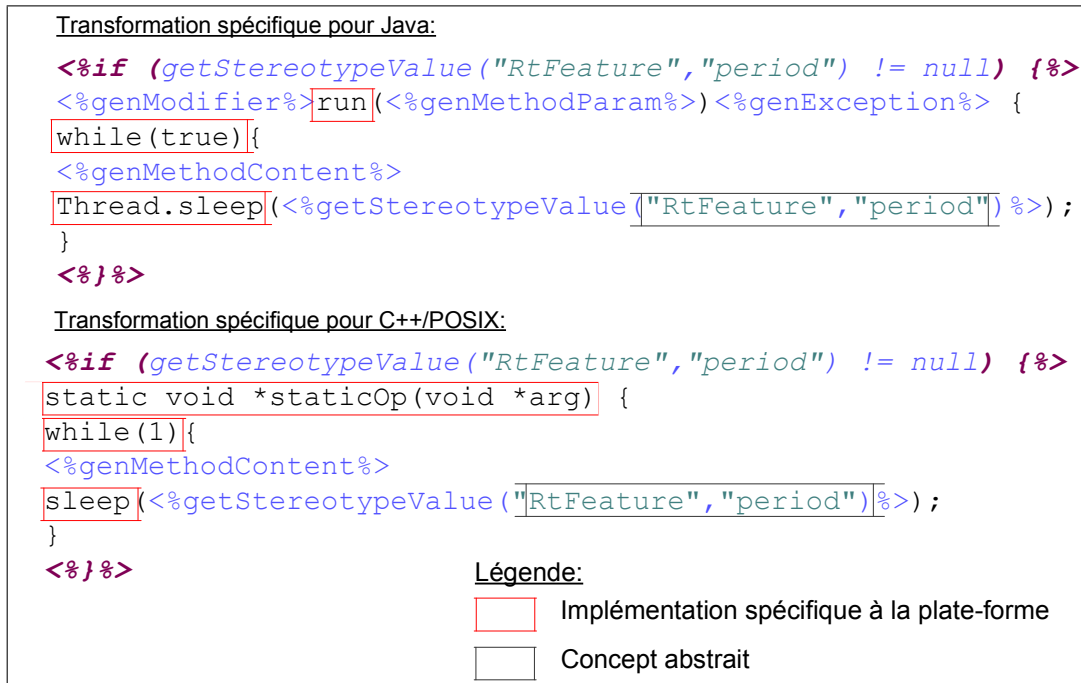 Transformation spécifique pour Java:
<%if (getStereotypeValue("RtFeature","period") != null) {%>
<%genModifier%>run(<%genMethodParam%>)<%genException%> {
while(true){
<%genMethodContent%>
Thread.sleep(<%getStereotypeValue("RtFeature","period")%>);
}
<%}%>
Transformation spécifique pour C++/POSIX:
<%if (getStereotypeValue("RtFeature","period") != null) {%>
static void *staticOp(void *arg) {
while(1){
<%genMethodContent%>
sleep(<%getStereotypeValue("RtFeature","period")%>);
}
<%}%>
Légende:
Implémentation spécifique à la plate-forme
Concept abstrait